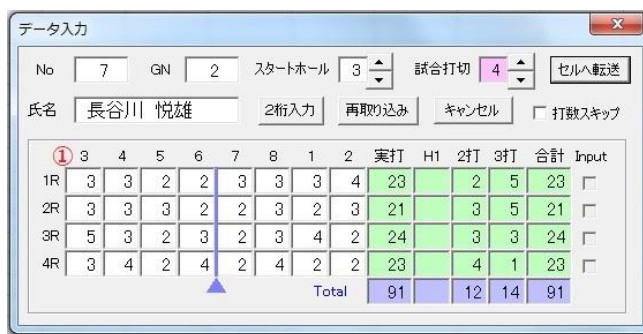 データ入力
No 7 GN 2 スタートホール 3 試合打切 4 セルへ転送
氏名 長谷川 悦雄 2桁入力 再取り込み キャンセル 打数スキップ
① 3 4 5 6 7 8 1 2 実打 H1 2打 3打 合計 Input
1R 3 3 2 2 3 3 3 4 23 2 5 23
2R 3 3 3 2 2 3 2 3 21 3 5 21
3R 5 3 2 3 2 3 4 2 24 3 3 24
4R 3 4 2 4 2 4 2 2 23 4 1 23
Total 91 12 14 91